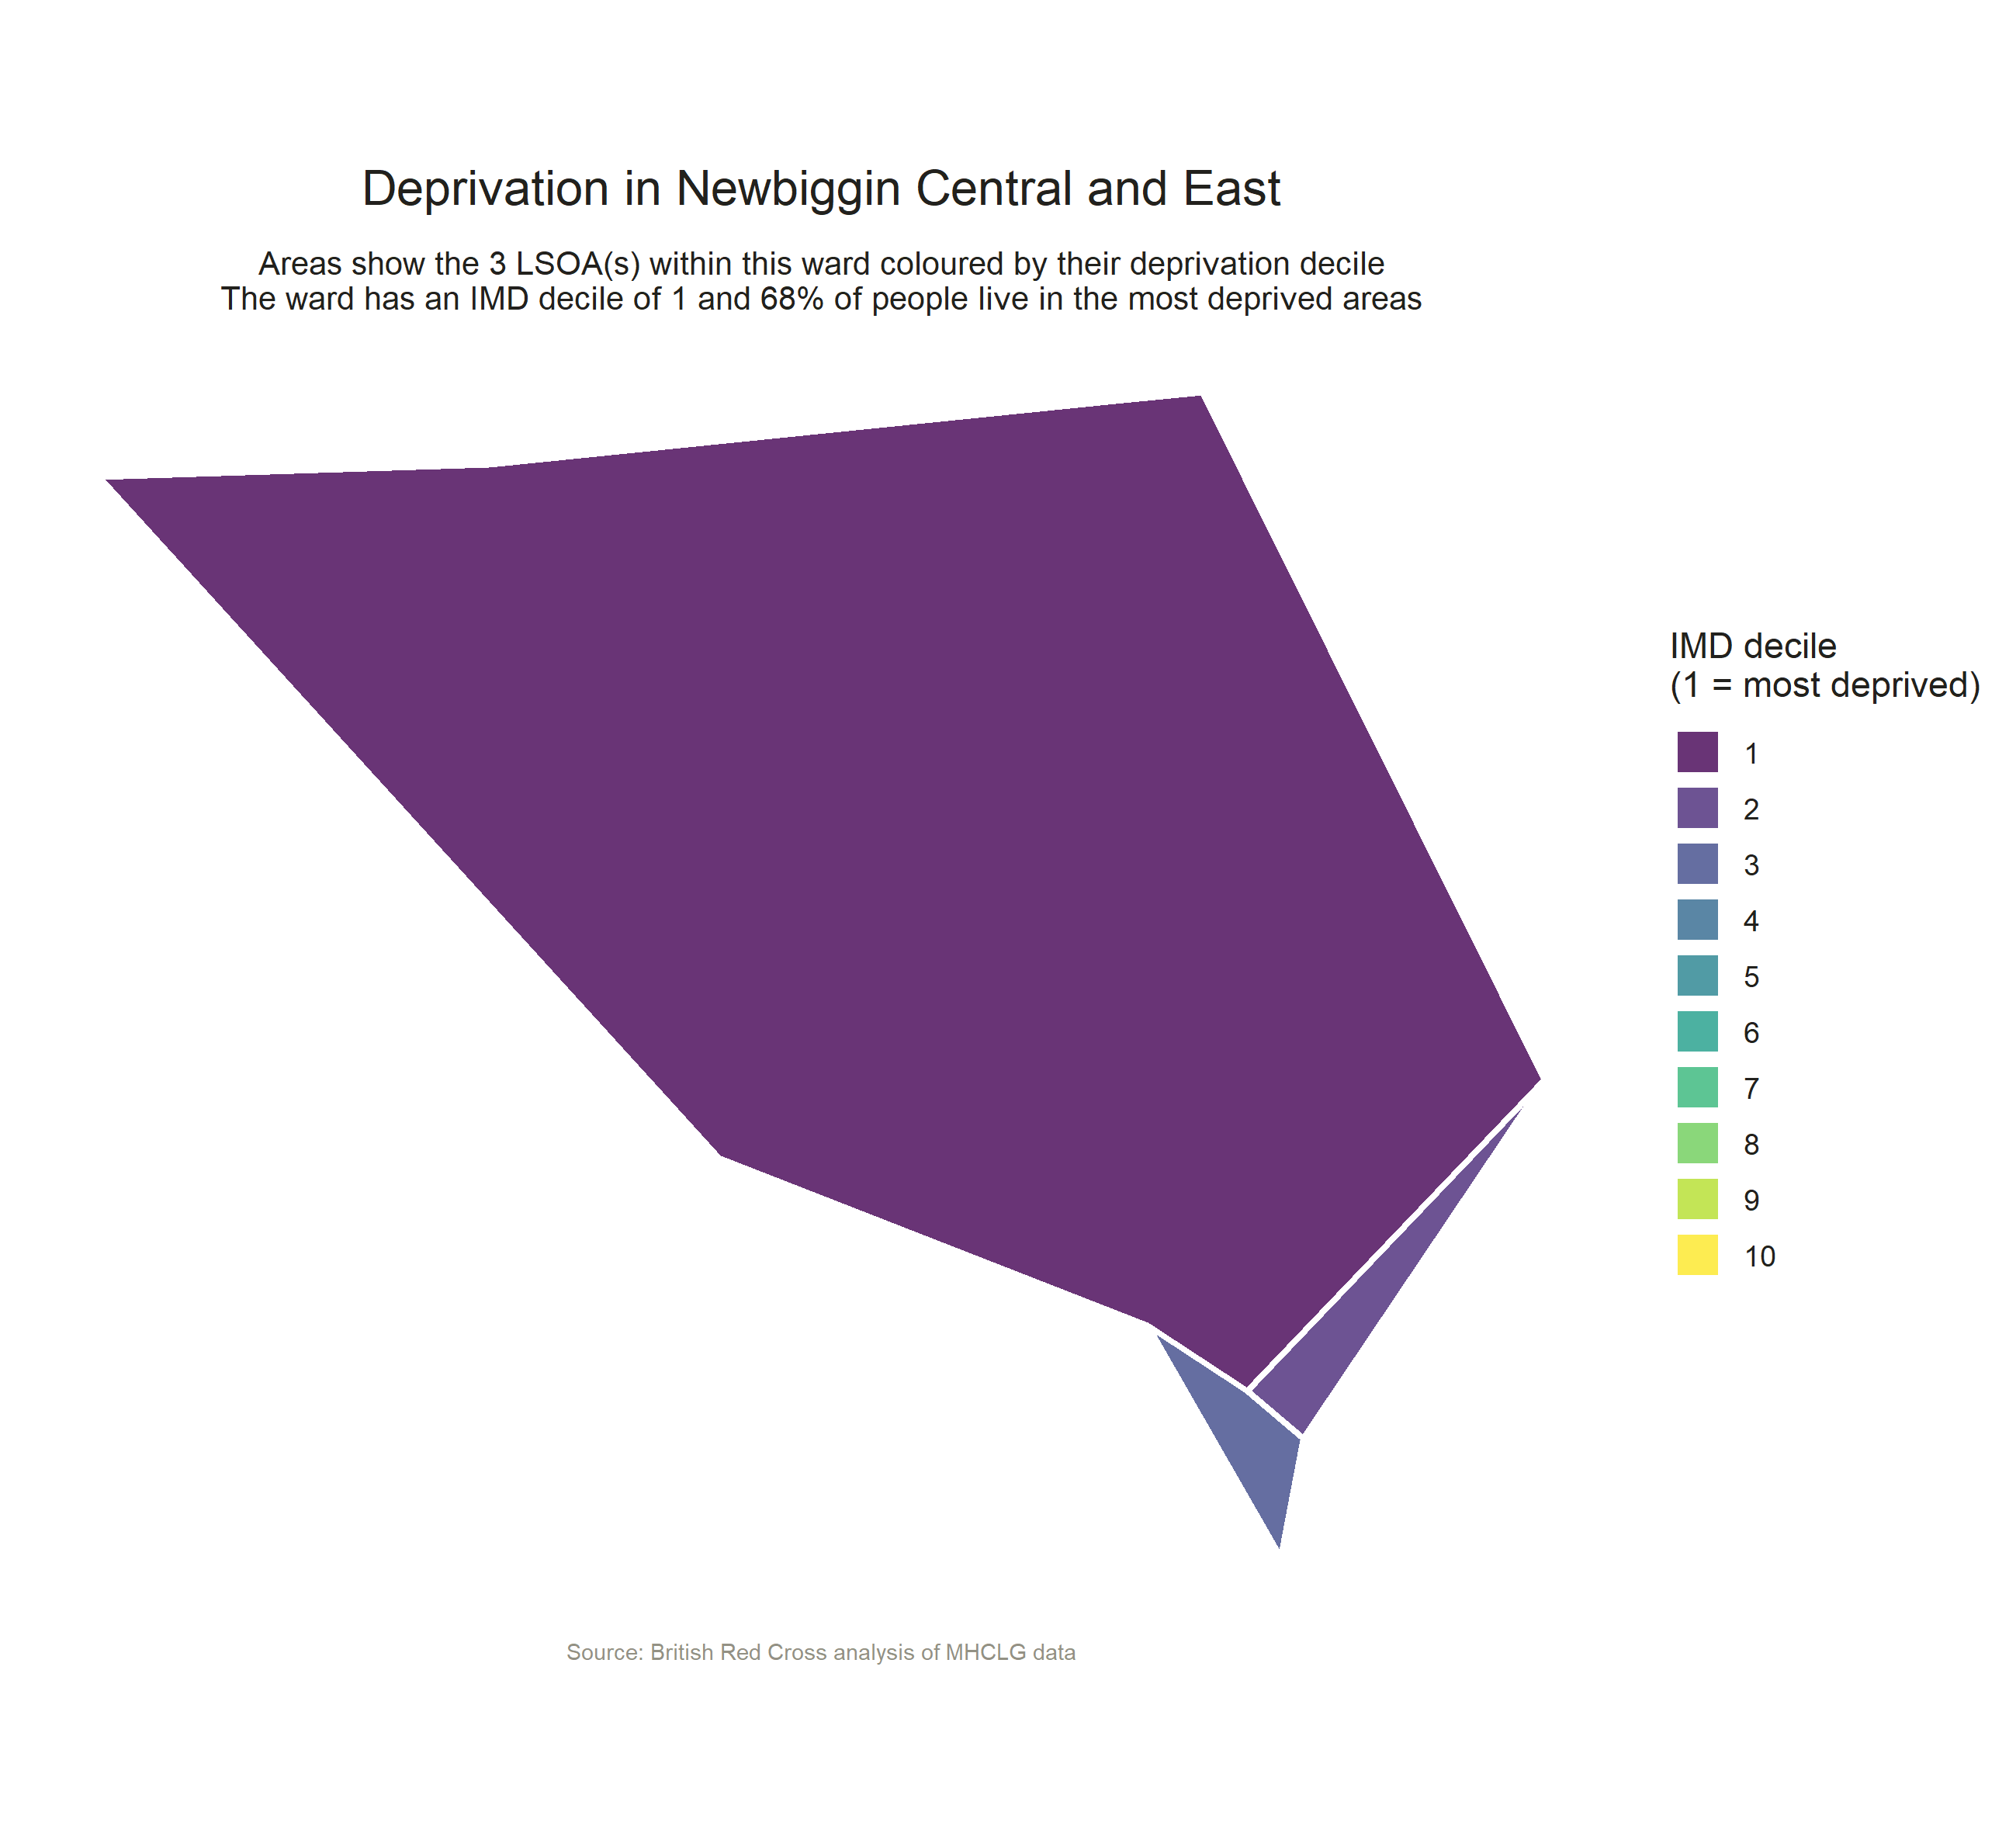 Deprivation in Newbiggin Central and East
Areas show the 3 LSOA(s) within this ward coloured by their deprivation decile
The ward has an IMD decile of 1 and 68% of people live in the most deprived areas
IMD decile
(1 = most deprived)
1
2
3
4
5
6
7
8
9
10
Source: British Red Cross analysis of MHCLG data